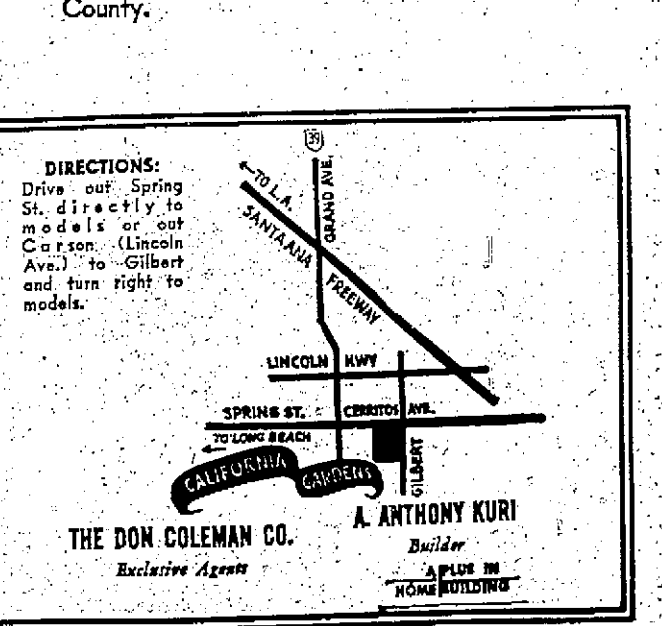 County.
DIRECTIONS:
Drive out Spring
St. directly to
models or out
Carson (Lincoln
Ave.) to Gilbert
and turn right to
models.
39
←TO L.A.
GRAND AVE.
SANTA ANA FREEWAY
LINCOLN HWY
SPRING ST. CERRITOS AVE.
← TO LONG BEACH
GILBERT
CALIFORNIA GARDENS
THE DON COLEMAN CO.
Exclusive Agents
A. ANTHONY KURI
Builder
A PLUS IN
HOME BUILDING